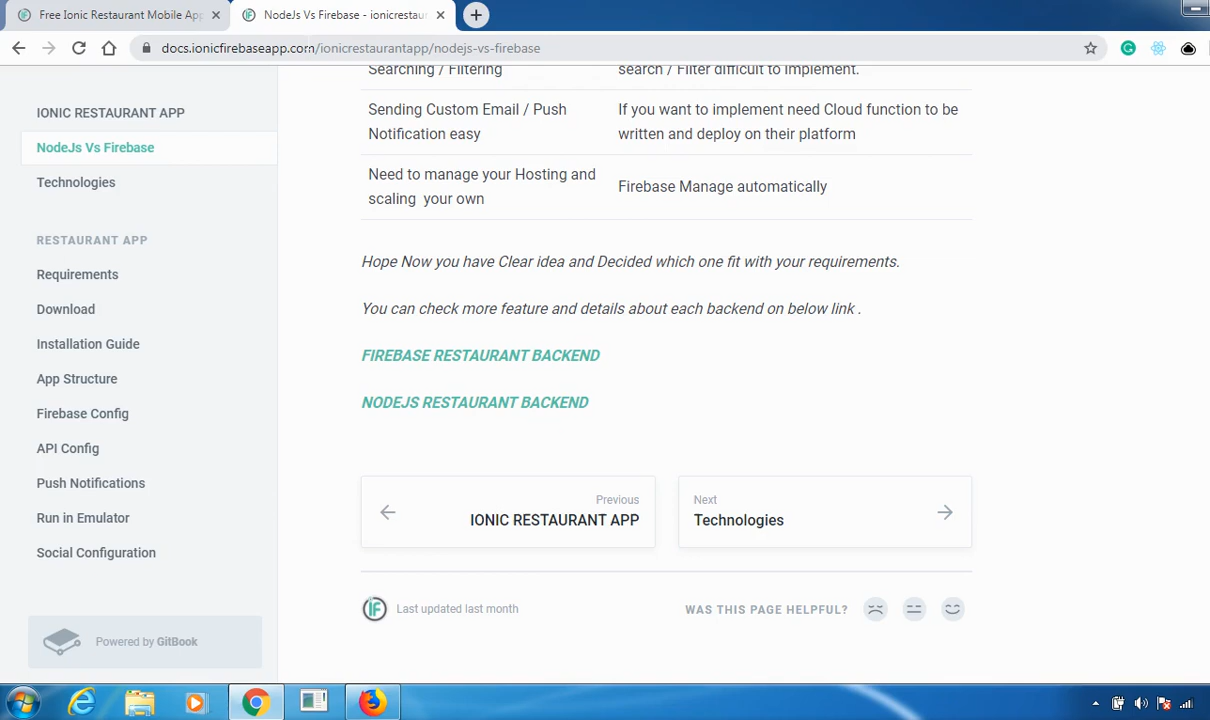 Free Ionic Restaurant Mobile App
NodeJs Vs Firebase - ionicrestaur
docs.ionicfirebaseapp.com/ionicrestaurantapp/nodejs-vs-firebase
IONIC RESTAURANT APP
NodeJs Vs Firebase
Technologies
RESTAURANT APP
Requirements
Download
Installation Guide
App Structure
Firebase Config
API Config
Push Notifications
Run in Emulator
Social Configuration
Powered by GitBook
Searching / Filtering
search / Filter difficult to implement.
Sending Custom Email / Push
Notification easy
If you want to implement need Cloud function to be
written and deploy on their platform
Need to manage your Hosting and
scaling your own
Firebase Manage automatically
Hope Now you have Clear idea and Decided which one fit with your requirements.
You can check more feature and details about each backend on below link .
FIREBASE RESTAURANT BACKEND
NODEJS RESTAURANT BACKEND
Previous
IONIC RESTAURANT APP
Next
Technologies
Last updated last month
WAS THIS PAGE HELPFUL?